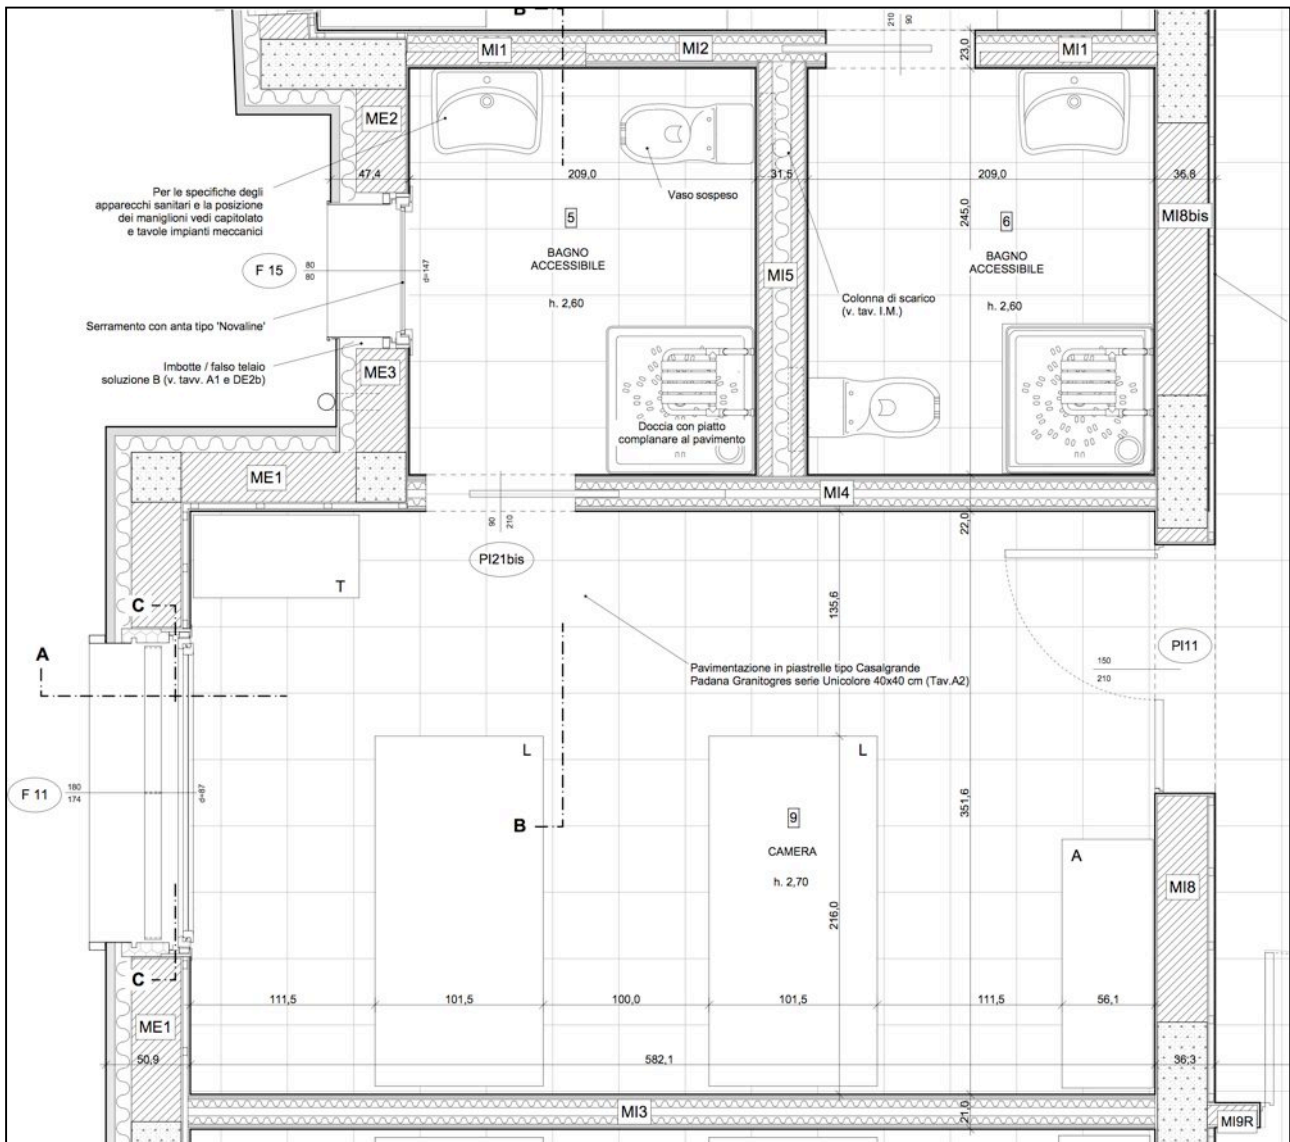 B
210
90
MI1
MI2
MI1
23,0
ME2
47,4
209,0
31,5
209,0
36,8
Per le specifiche degli
apparecchi sanitari e la posizione
dei maniglioni vedi capitolato
e tavole impianti meccanici
Vaso sospeso
5
BAGNO
ACCESSIBILE
h. 2,60
245,0
6
BAGNO
ACCESSIBILE
h. 2,60
MI8bis
F 15
80
80
d=147
MI5
Colonna di scarico
(v. tav. I.M.)
Serramento con anta tipo 'Novaline'
Imbotte / falso telaio
soluzione B (v. tavv. A1 e DE2b)
ME3
Doccia con piatto
complanare al pavimento
ME1
MI4
90
210
22,0
PI21bis
T
C
135,6
A
PI11
150
210
Pavimentazione in piastrelle tipo Casalgrande
Padana Granitogres serie Unicolore 40x40 cm (Tav.A2)
L
L
F 11
180
174
d=87
B
9
CAMERA
h. 2,70
351,6
A
MI8
216,0
C
111,5
101,5
100,0
101,5
111,5
56,1
ME1
50,9
582,1
36,3
MI3
21,0
MI9R